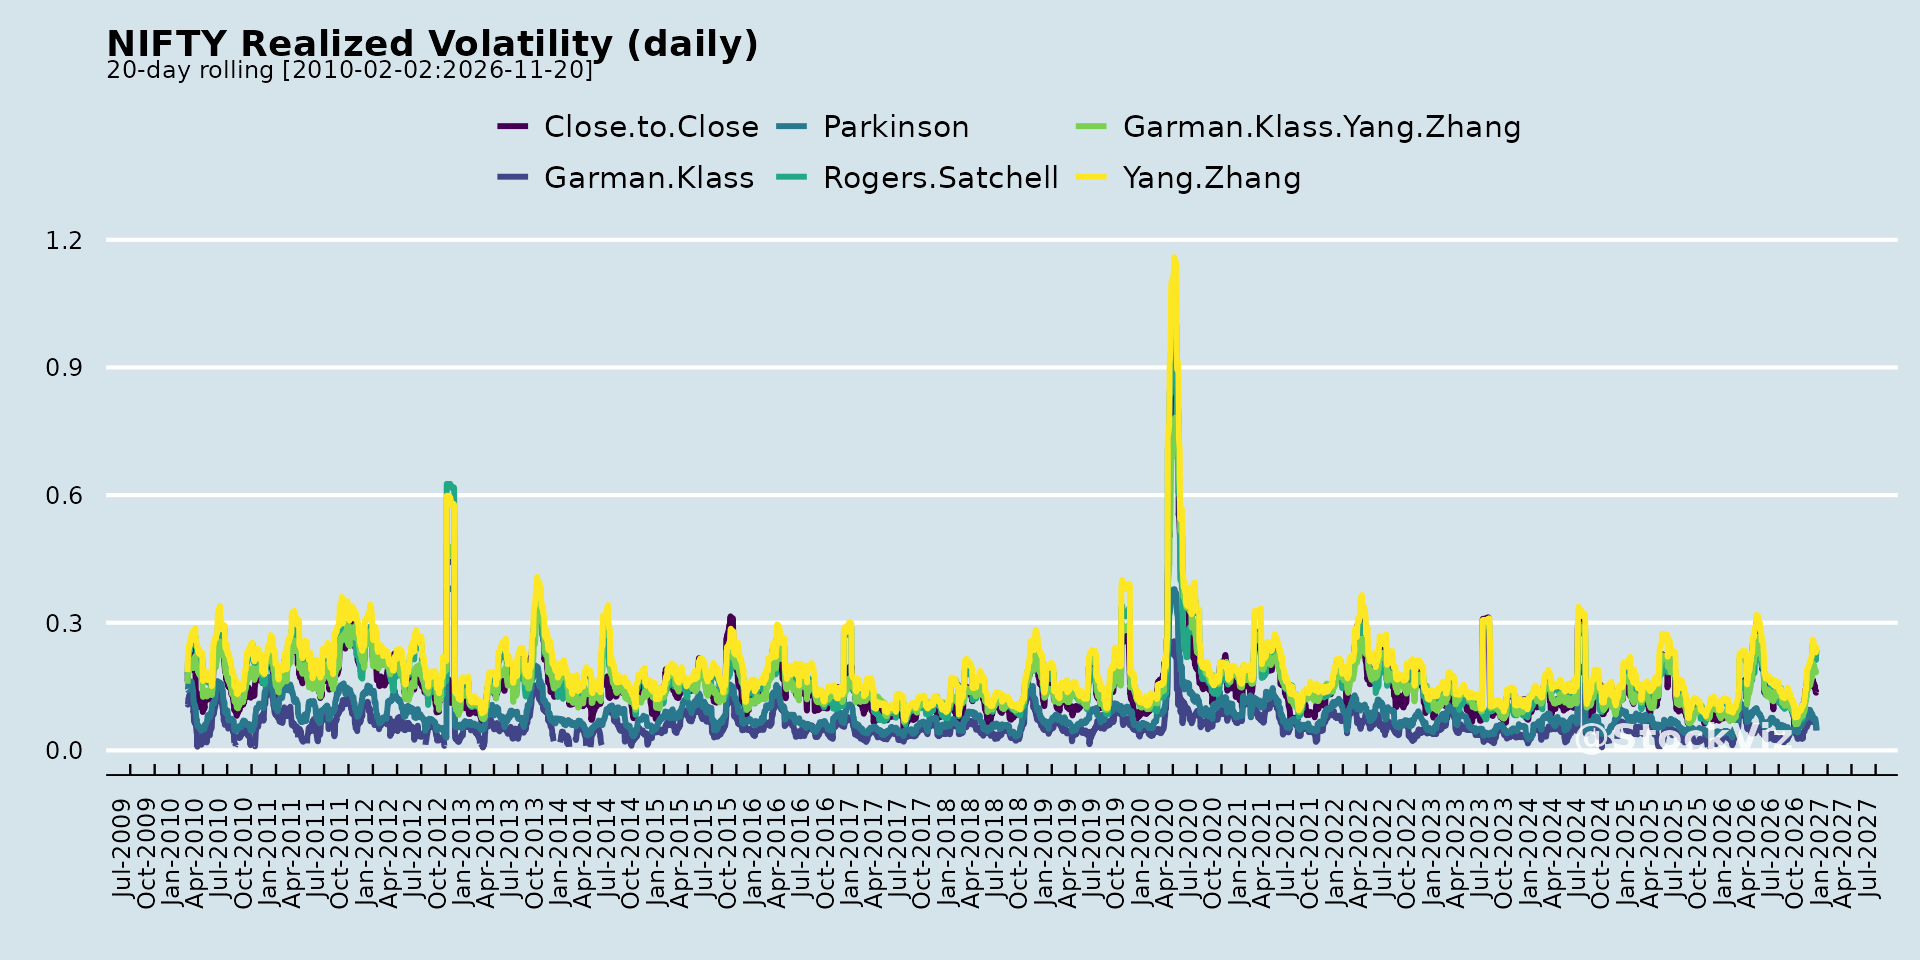 NIFTY Realized Volatility (daily)
20-day rolling [2010-02-02:2026-11-20]
Close.to.Close Parkinson Garman.Klass.Yang.Zhang
Garman.Klass Rogers.Satchell Yang.Zhang
1.2
0.9
0.6
0.3
0.0
@StockViz
Jul-2009
Oct-2009
Jan-2010
Apr-2010
Jul-2010
Oct-2010
Jan-2011
Apr-2011
Jul-2011
Oct-2011
Jan-2012
Apr-2012
Jul-2012
Oct-2012
Jan-2013
Apr-2013
Jul-2013
Oct-2013
Jan-2014
Apr-2014
Jul-2014
Oct-2014
Jan-2015
Apr-2015
Jul-2015
Oct-2015
Jan-2016
Apr-2016
Jul-2016
Oct-2016
Jan-2017
Apr-2017
Jul-2017
Oct-2017
Jan-2018
Apr-2018
Jul-2018
Oct-2018
Jan-2019
Apr-2019
Jul-2019
Oct-2019
Jan-2020
Apr-2020
Jul-2020
Oct-2020
Jan-2021
Apr-2021
Jul-2021
Oct-2021
Jan-2022
Apr-2022
Jul-2022
Oct-2022
Jan-2023
Apr-2023
Jul-2023
Oct-2023
Jan-2024
Apr-2024
Jul-2024
Oct-2024
Jan-2025
Apr-2025
Jul-2025
Oct-2025
Jan-2026
Apr-2026
Jul-2026
Oct-2026
Jan-2027
Apr-2027
Jul-2027